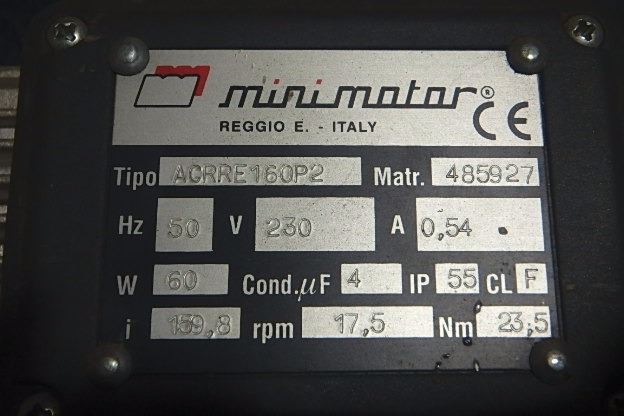 minimotor®
REGGIO E. - ITALY CE
Tipo ACRRE160P2 Matr. 485927
Hz 50 V 230 A 0,54
W 60 Cond.µF 4 IP 55 CL F
i 159,8 rpm 17,5 Nm 23,5